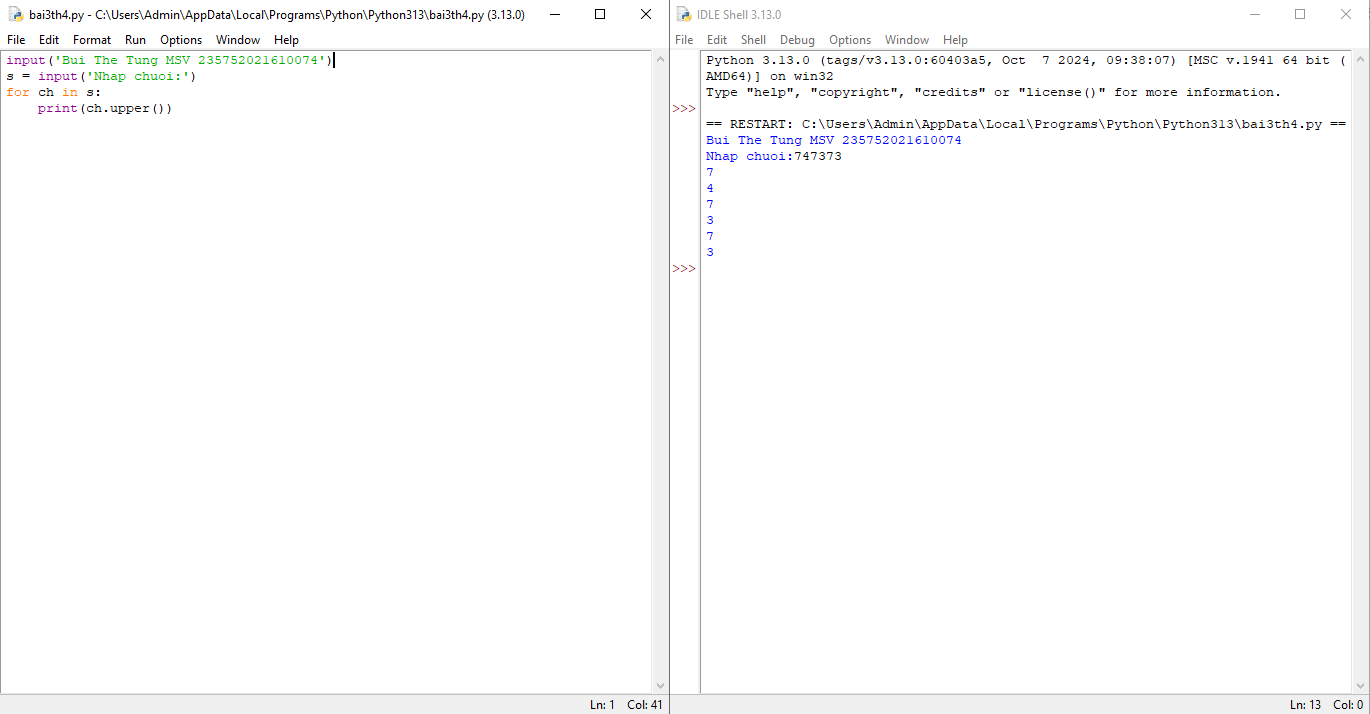 bai3th4.py - C:\Users\Admin\AppData\Local\Programs\Python\Python313\bai3th4.py (3.13.0)
File Edit Format Run Options Window Help
input('Bui The Tung MSV 235752021610074')
s = input('Nhap chuoi:')
for ch in s:
    print(ch.upper())
Ln: 1 Col: 41
IDLE Shell 3.13.0
File Edit Shell Debug Options Window Help
Python 3.13.0 (tags/v3.13.0:60403a5, Oct  7 2024, 09:38:07) [MSC v.1941 64 bit (
AMD64)] on win32
Type "help", "copyright", "credits" or "license()" for more information.
>>>
== RESTART: C:\Users\Admin\AppData\Local\Programs\Python\Python313\bai3th4.py ==
Bui The Tung MSV 235752021610074
Nhap chuoi:747373
7
4
7
3
7
3
>>>
Ln: 13 Col: 0